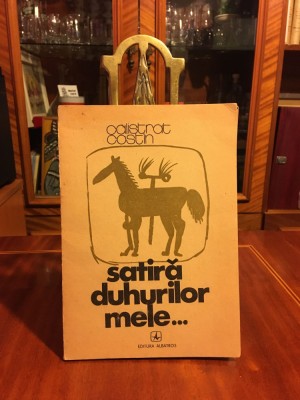 calistrat
costin
satiră
duhurilor
mele...
EDITURA ALBATROS